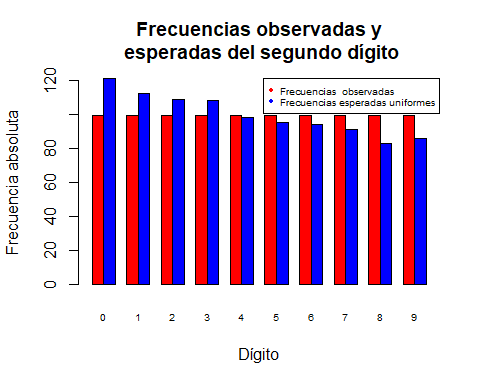 Frecuencias observadas y
esperadas del segundo dígito
Frecuencias  observadas
Frecuencias esperadas uniformes
Frecuencia absoluta
120
80
60
40
20
0
0 1 2 3 4 5 6 7 8 9
Dígito